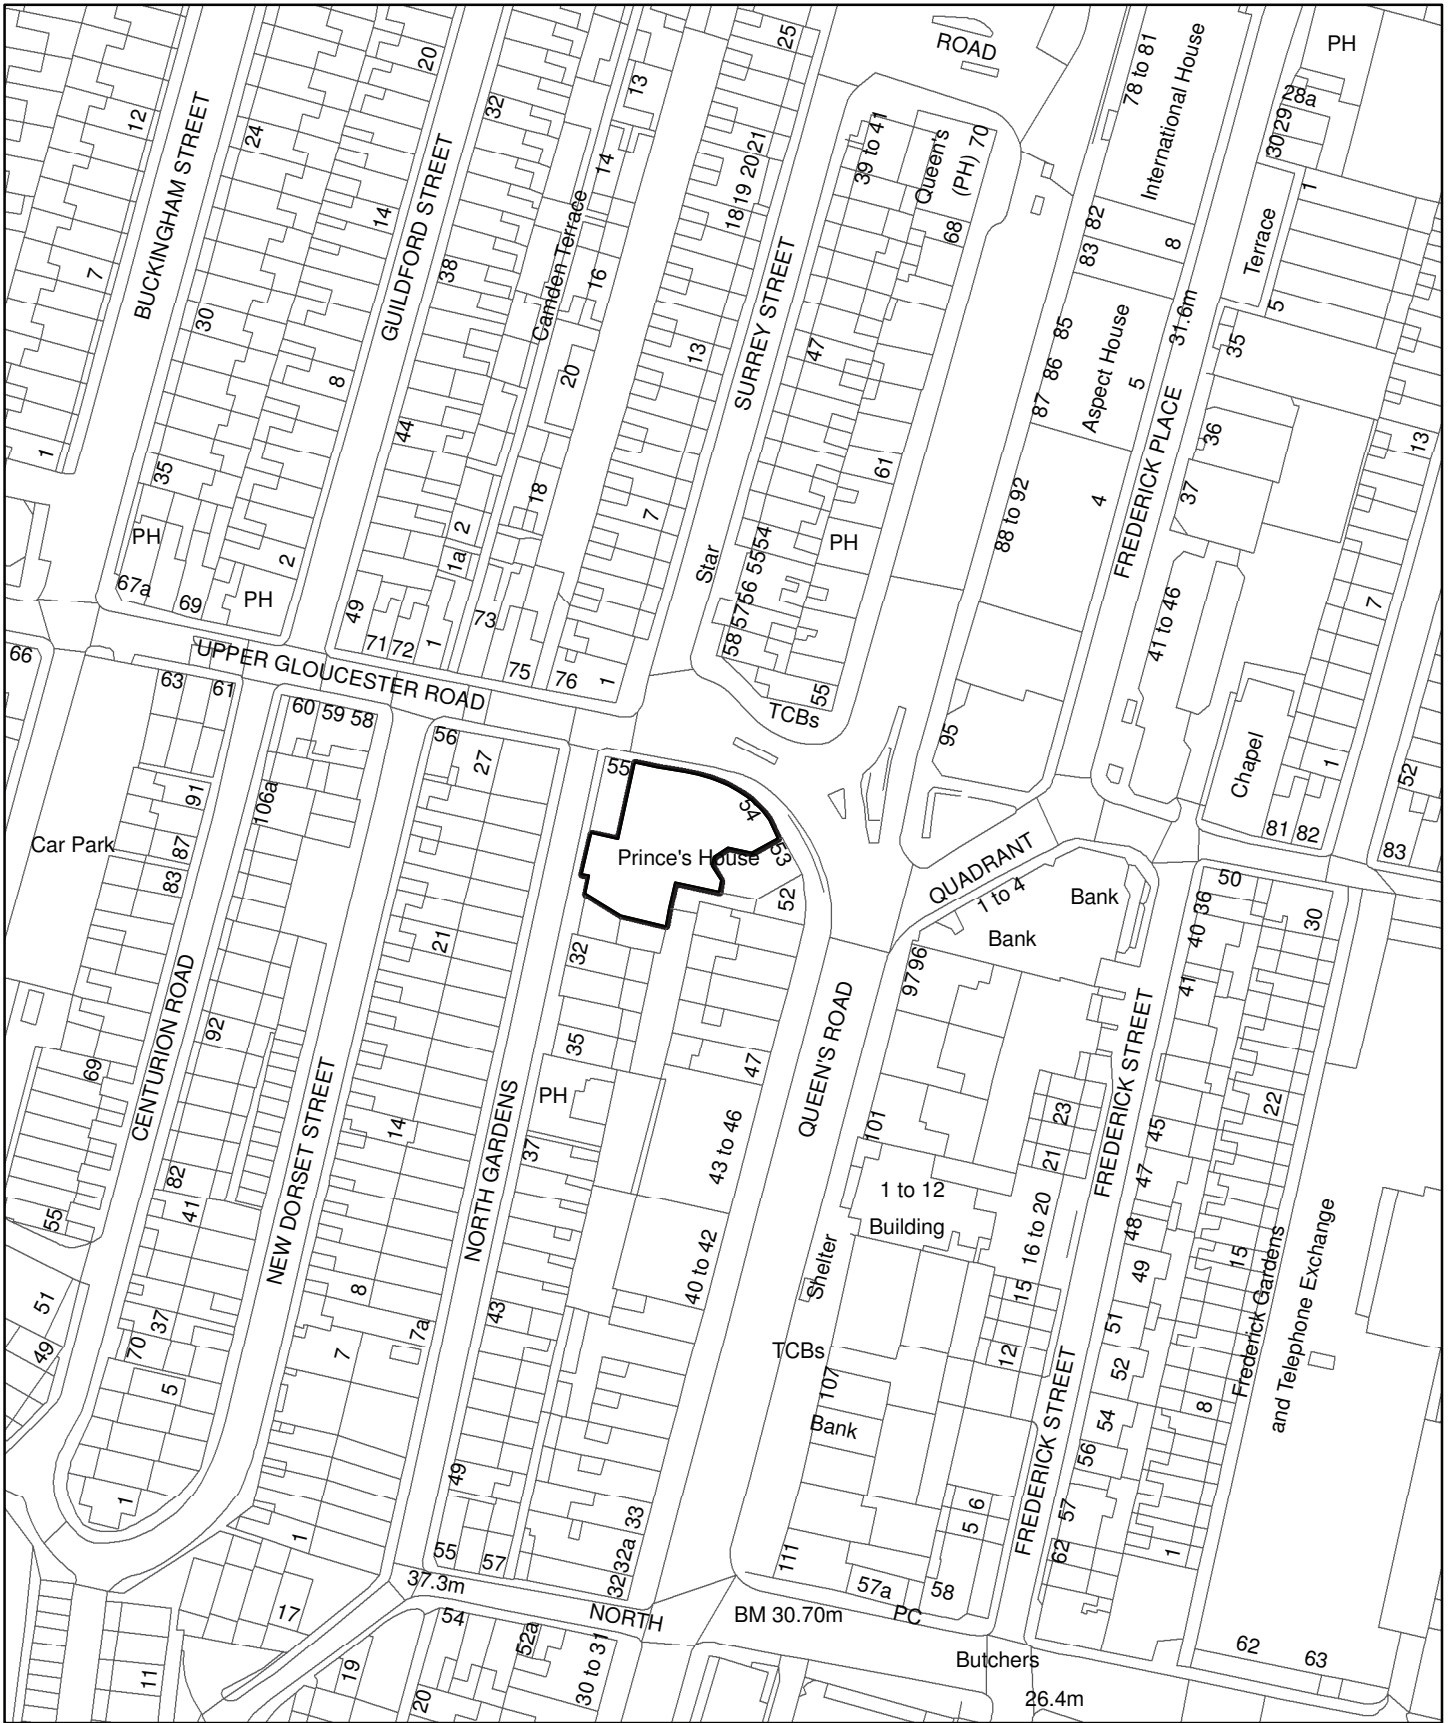 25
ROAD
PH
20
13
78 to 81
International House
28a
29
30
12
32
39 to 41
Queen's
(PH) 70
24
21
20
19
18
14
1
BUCKINGHAM STREET
GUILDFORD STREET
Camden Terrace
14
16
68
82
83
8
Terrace
7
38
5
31.6m
30
SURREY STREET
13
47
85
86
87
Aspect House
5
35
8
20
44
36
13
1
35
18
7
61
88 to 92
4
37
FREDERICK PLACE
PH
2
2
1a
Star
54
55
56
57
58
PH
67a
69
PH
49
71
72
1
73
75
76
1
41 to 46
7
66
UPPER GLOUCESTER ROAD
63
61
60
59
58
56
27
55
TCBs
55
95
Chapel
1
52
91
106a
54
53
81
82
83
Car Park
87
83
Prince's House
52
QUADRANT
1 to 4
Bank
Bank
50
36
40
30
21
32
97
96
41
CENTURION ROAD
92
35
47
QUEEN'S ROAD
FREDERICK STREET
69
PH
14
37
43 to 46
101
23
21
45
47
22
NEW DORSET STREET
NORTH GARDENS
82
41
55
1 to 12
Building
16 to 20
48
49
15
Frederick Gardens
and Telephone Exchange
8
40 to 42
Shelter
15
51
49
37
70
5
43
7a
7
TCBs
107
12
51
52
54
8
Bank
FREDERICK STREET
56
49
33
32a
32
6
5
57
62
1
1
1
55
57
111
57a
58
37.3m
NORTH
BM 30.70m
PC
17
54
52a
30 to 31
Butchers
62
63
11
19
20
26.4m